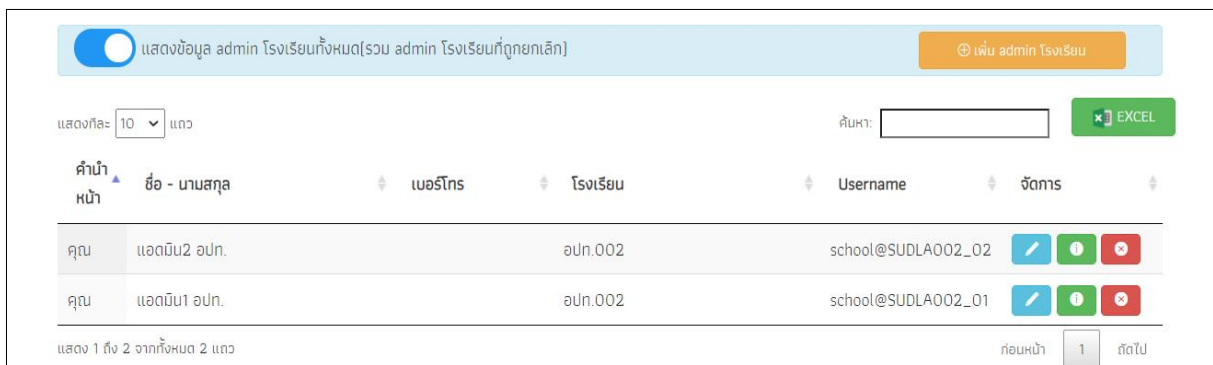 แสดงข้อมูล admin โรงเรียนทั้งหมด(รวม admin โรงเรียนที่ถูกยกเลิก)
เพิ่ม admin โรงเรียน
แสดงทีละ 10 แถว
ค้นหา:
EXCEL
คำนำหน้า ชื่อ - นามสกุล เบอร์โทร โรงเรียน Username จัดการ
คุณ แอดมิน2 อปท. อปท.002 school@SUDLA002_02
คุณ แอดมิน1 อปท. อปท.002 school@SUDLA002_01
แสดง 1 ถึง 2 จากทั้งหมด 2 แถว
ก่อนหน้า 1 ถัดไป